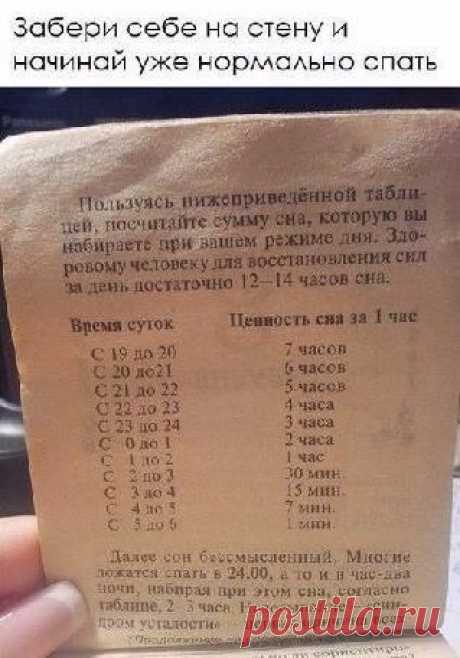 Забери себе на стену и
начинай уже нормально спать
Пользуясь нижеприведённой табли-
цей, посчитайте сумму сна, которую вы
набираете при вашем режиме дня. Здо-
ровому человеку для восстановления сил
за день достаточно 12—14 часов сна.
Время суток Ценность сна за 1 час
С 19 до 20 7 часов
С 20 до21 6 часов
С 21 до 22 5 часов
С 22 до 23 4 часа
С 23 до 24 3 часа
С 0 до 1 2 часа
С 1 до 2 1 час
С 2 до 3 30 мин.
С 3 до 4 15 мин.
С 4 до 5 7 мин.
С 5 до 6 1 мин.
Далее сон бессмысленный. Многие
ложатся спать в 24.00, а то и в час-два
ночи, набирая при этом сна, согласно
таблице, 2-3 часа.
дром усталости»
postila.ru